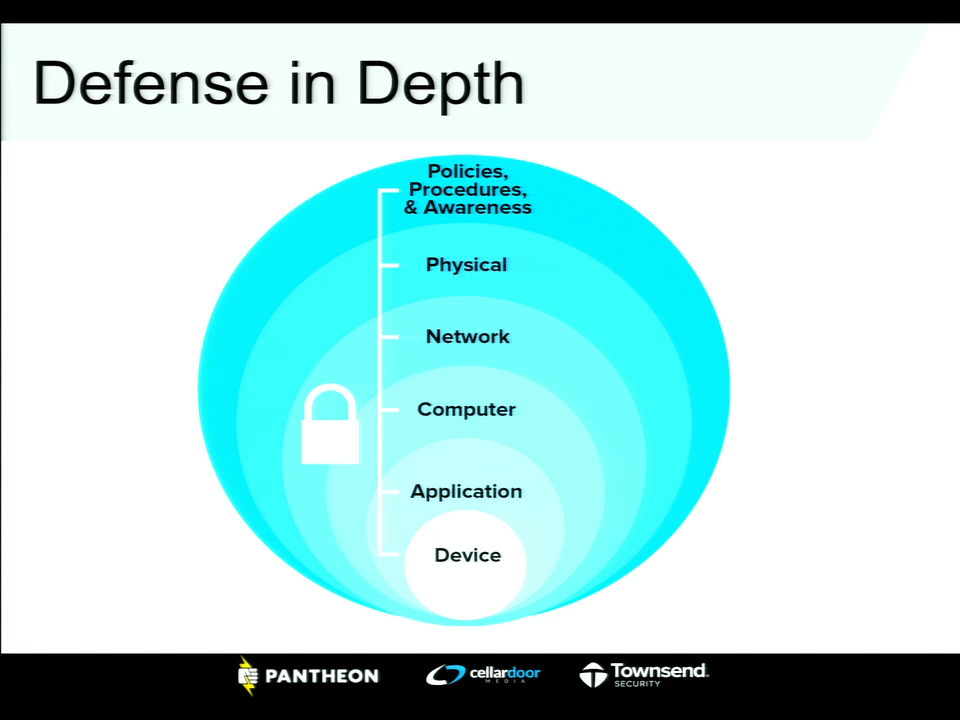 Defense in Depth
Policies,
Procedures,
& Awareness
Physical
Network
Computer
Application
Device
PANTHEON
cellardoor
MEDIA
Townsend.
SECURITY